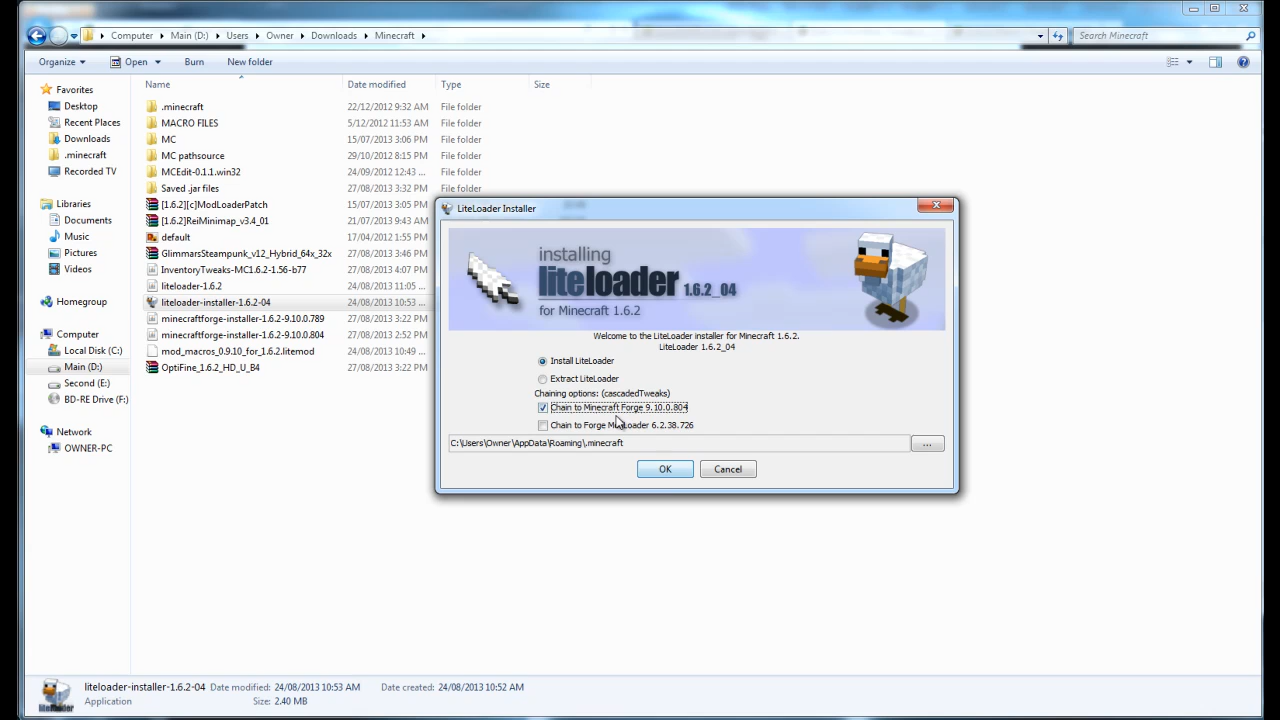 Computer Main (D:) Users Owner Downloads Minecraft Search Minecraft
Organize Open Burn New folder
Name Date modified Type Size
Favorites
Desktop
Recent Places
Downloads
.minecraft
Recorded TV
Libraries
Documents
Music
Pictures
Videos
Homegroup
Computer
Local Disk (C:)
Main (D:)
Second (E:)
BD-RE Drive (F:)
Network
OWNER-PC
.minecraft 22/12/2012 9:32 AM File folder
MACRO FILES 5/12/2012 11:53 AM File folder
MC 15/07/2013 3:06 PM File folder
MC pathsource 29/10/2012 8:15 PM File folder
MCEdit-0.1.1.win32 24/09/2012 12:43 ... File folder
Saved .jar files 27/08/2013 3:32 PM File folder
[1.6.2][c]ModLoaderPatch 15/07/2013 3:05 PM
[1.6.2]ReiMinimap_v3.4_01 21/07/2013 9:43 AM
default 17/04/2012 1:55 PM
GlimmarsSteampunk_v12_Hybrid_64x_32x 27/08/2013 3:46 PM
InventoryTweaks-MC1.6.2-1.56-b77 27/08/2013 4:07 PM
liteloader-1.6.2 24/08/2013 11:05 ...
liteloader-installer-1.6.2-04 24/08/2013 10:53 ...
minecraftforge-installer-1.6.2-9.10.0.789 27/08/2013 3:22 PM
minecraftforge-installer-1.6.2-9.10.0.804 27/08/2013 2:52 PM
mod_macros_0.9.10_for_1.6.2.litemod 24/08/2013 10:49 ...
OptiFine_1.6.2_HD_U_B4 27/08/2013 3:22 PM
LiteLoader Installer
installing
liteloader 1.6.2_04
for Minecraft 1.6.2
Welcome to the LiteLoader installer for Minecraft 1.6.2.
LiteLoader 1.6.2_04
Install LiteLoader
Extract LiteLoader
Chaining options: (cascadedTweaks)
Chain to Minecraft Forge 9.10.0.804
Chain to Forge ModLoader 6.2.38.726
C:\Users\Owner\AppData\Roaming\.minecraft ...
OK Cancel
liteloader-installer-1.6.2-04 Date modified: 24/08/2013 10:53 AM Date created: 24/08/2013 10:52 AM
Application Size: 2.40 MB